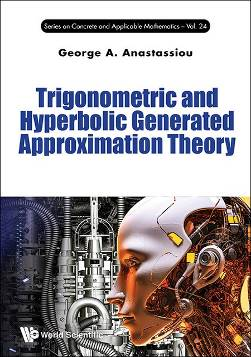 Series on Concrete and Applicable Mathematics – Vol. 24
George A. Anastassiou
Trigonometric and
Hyperbolic Generated
Approximation Theory
World Scientific